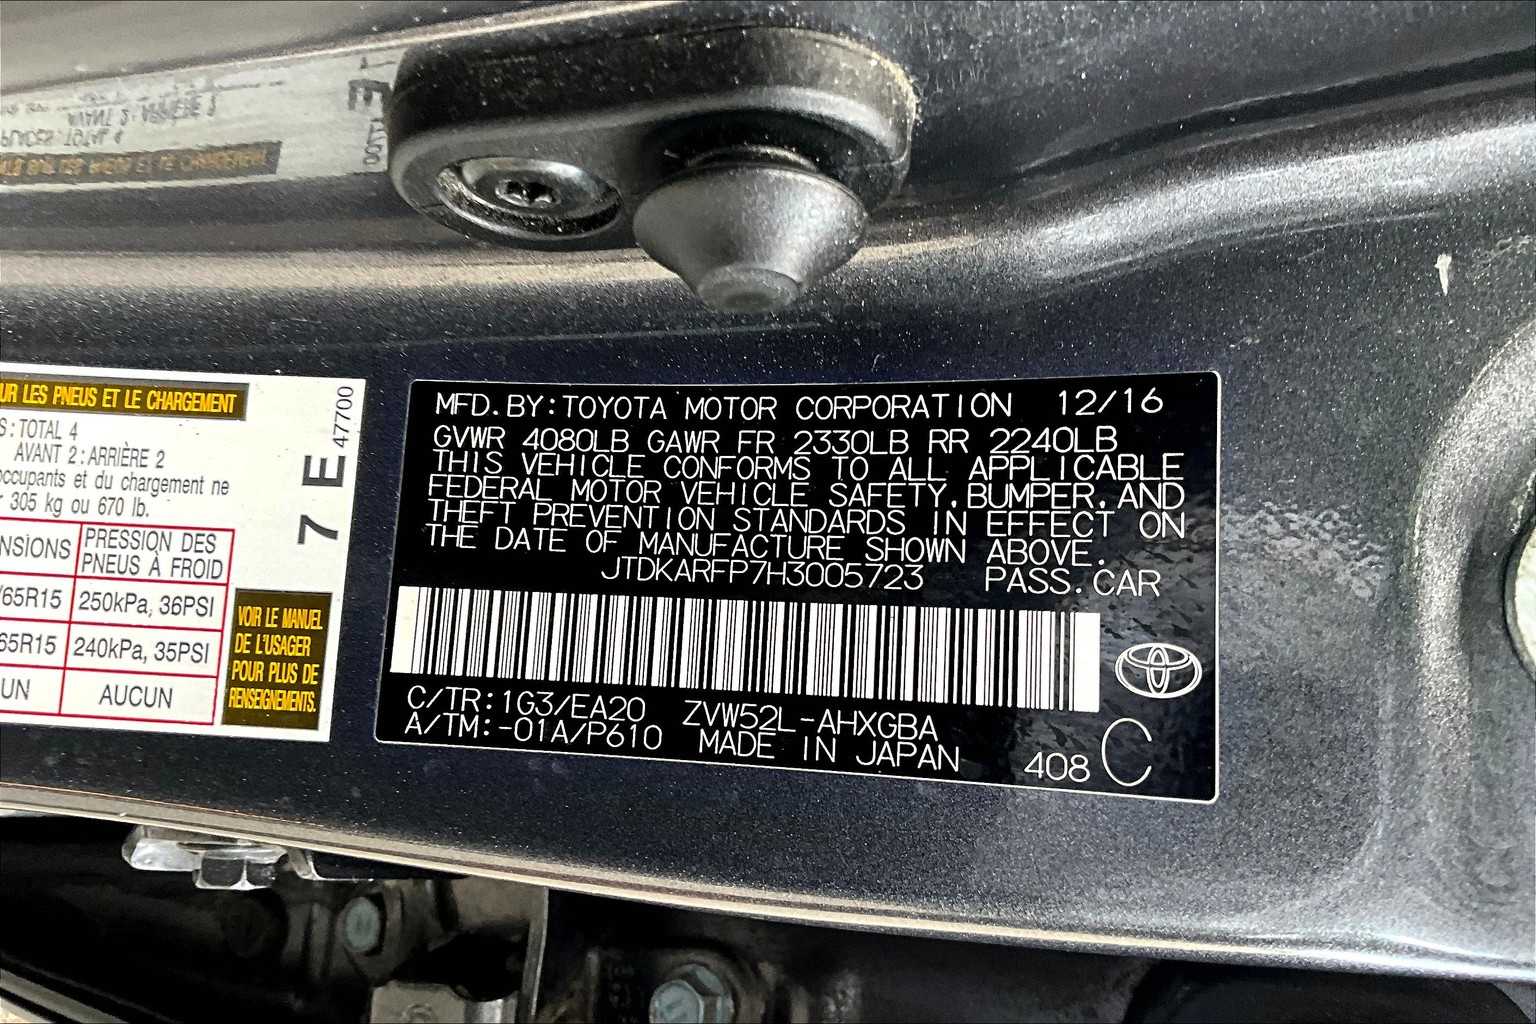 UR LES PNEUS ET LE CHARGEMENT
S : TOTAL 4
AVANT 2 : ARRIÈRE 2
occupants et du chargement ne
305 kg ou 670 lb.
NSIONS PRESSION DES PNEUS À FROID
/65R15 250kPa, 36PSI
65R15 240kPa, 35PSI
UN AUCUN
7 E 47700
VOIR LE MANUEL
DE L'USAGER
POUR PLUS DE
RENSEIGNEMENTS.
MFD.BY:TOYOTA MOTOR CORPORATION 12/16
GVWR 4080LB GAWR FR 2330LB RR 2240LB
THIS VEHICLE CONFORMS TO ALL APPLICABLE
FEDERAL MOTOR VEHICLE SAFETY,BUMPER,AND
THEFT PREVENTION STANDARDS IN EFFECT ON
THE DATE OF MANUFACTURE SHOWN ABOVE.
JTDKARFP7H3005723 PASS.CAR
C/TR:1G3/EA20 ZVW52L-AHXGBA
A/TM:-01A/P610 MADE IN JAPAN
408 C